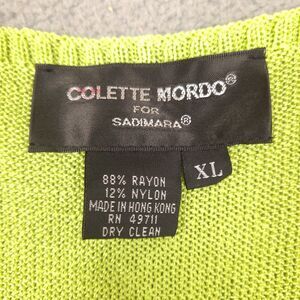 COLETTE MORDO®
FOR
SADIMARA®
XL
88% RAYON
12% NYLON
MADE IN HONG KONG
RN 49711
DRY CLEAN